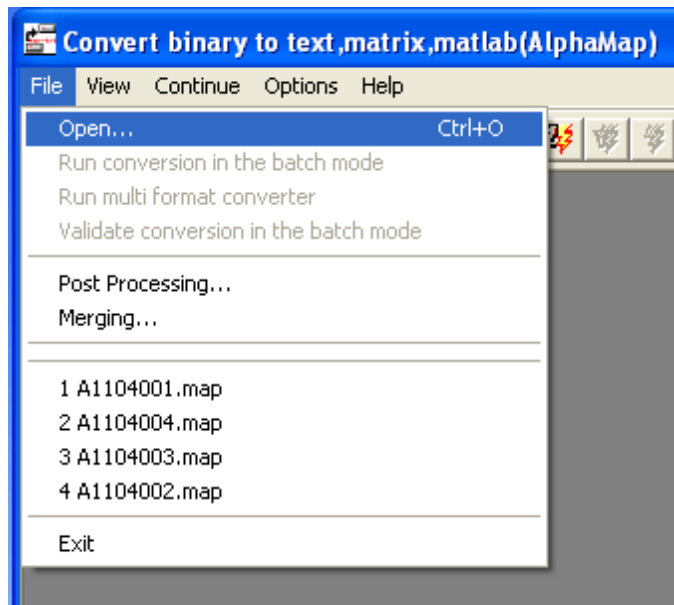 Convert binary to text,matrix,matlab(AlphaMap)
File View Continue Options Help
Open... Ctrl+O
Run conversion in the batch mode
Run multi format converter
Validate conversion in the batch mode
Post Processing...
Merging...
1 A1104001.map
2 A1104004.map
3 A1104003.map
4 A1104002.map
Exit